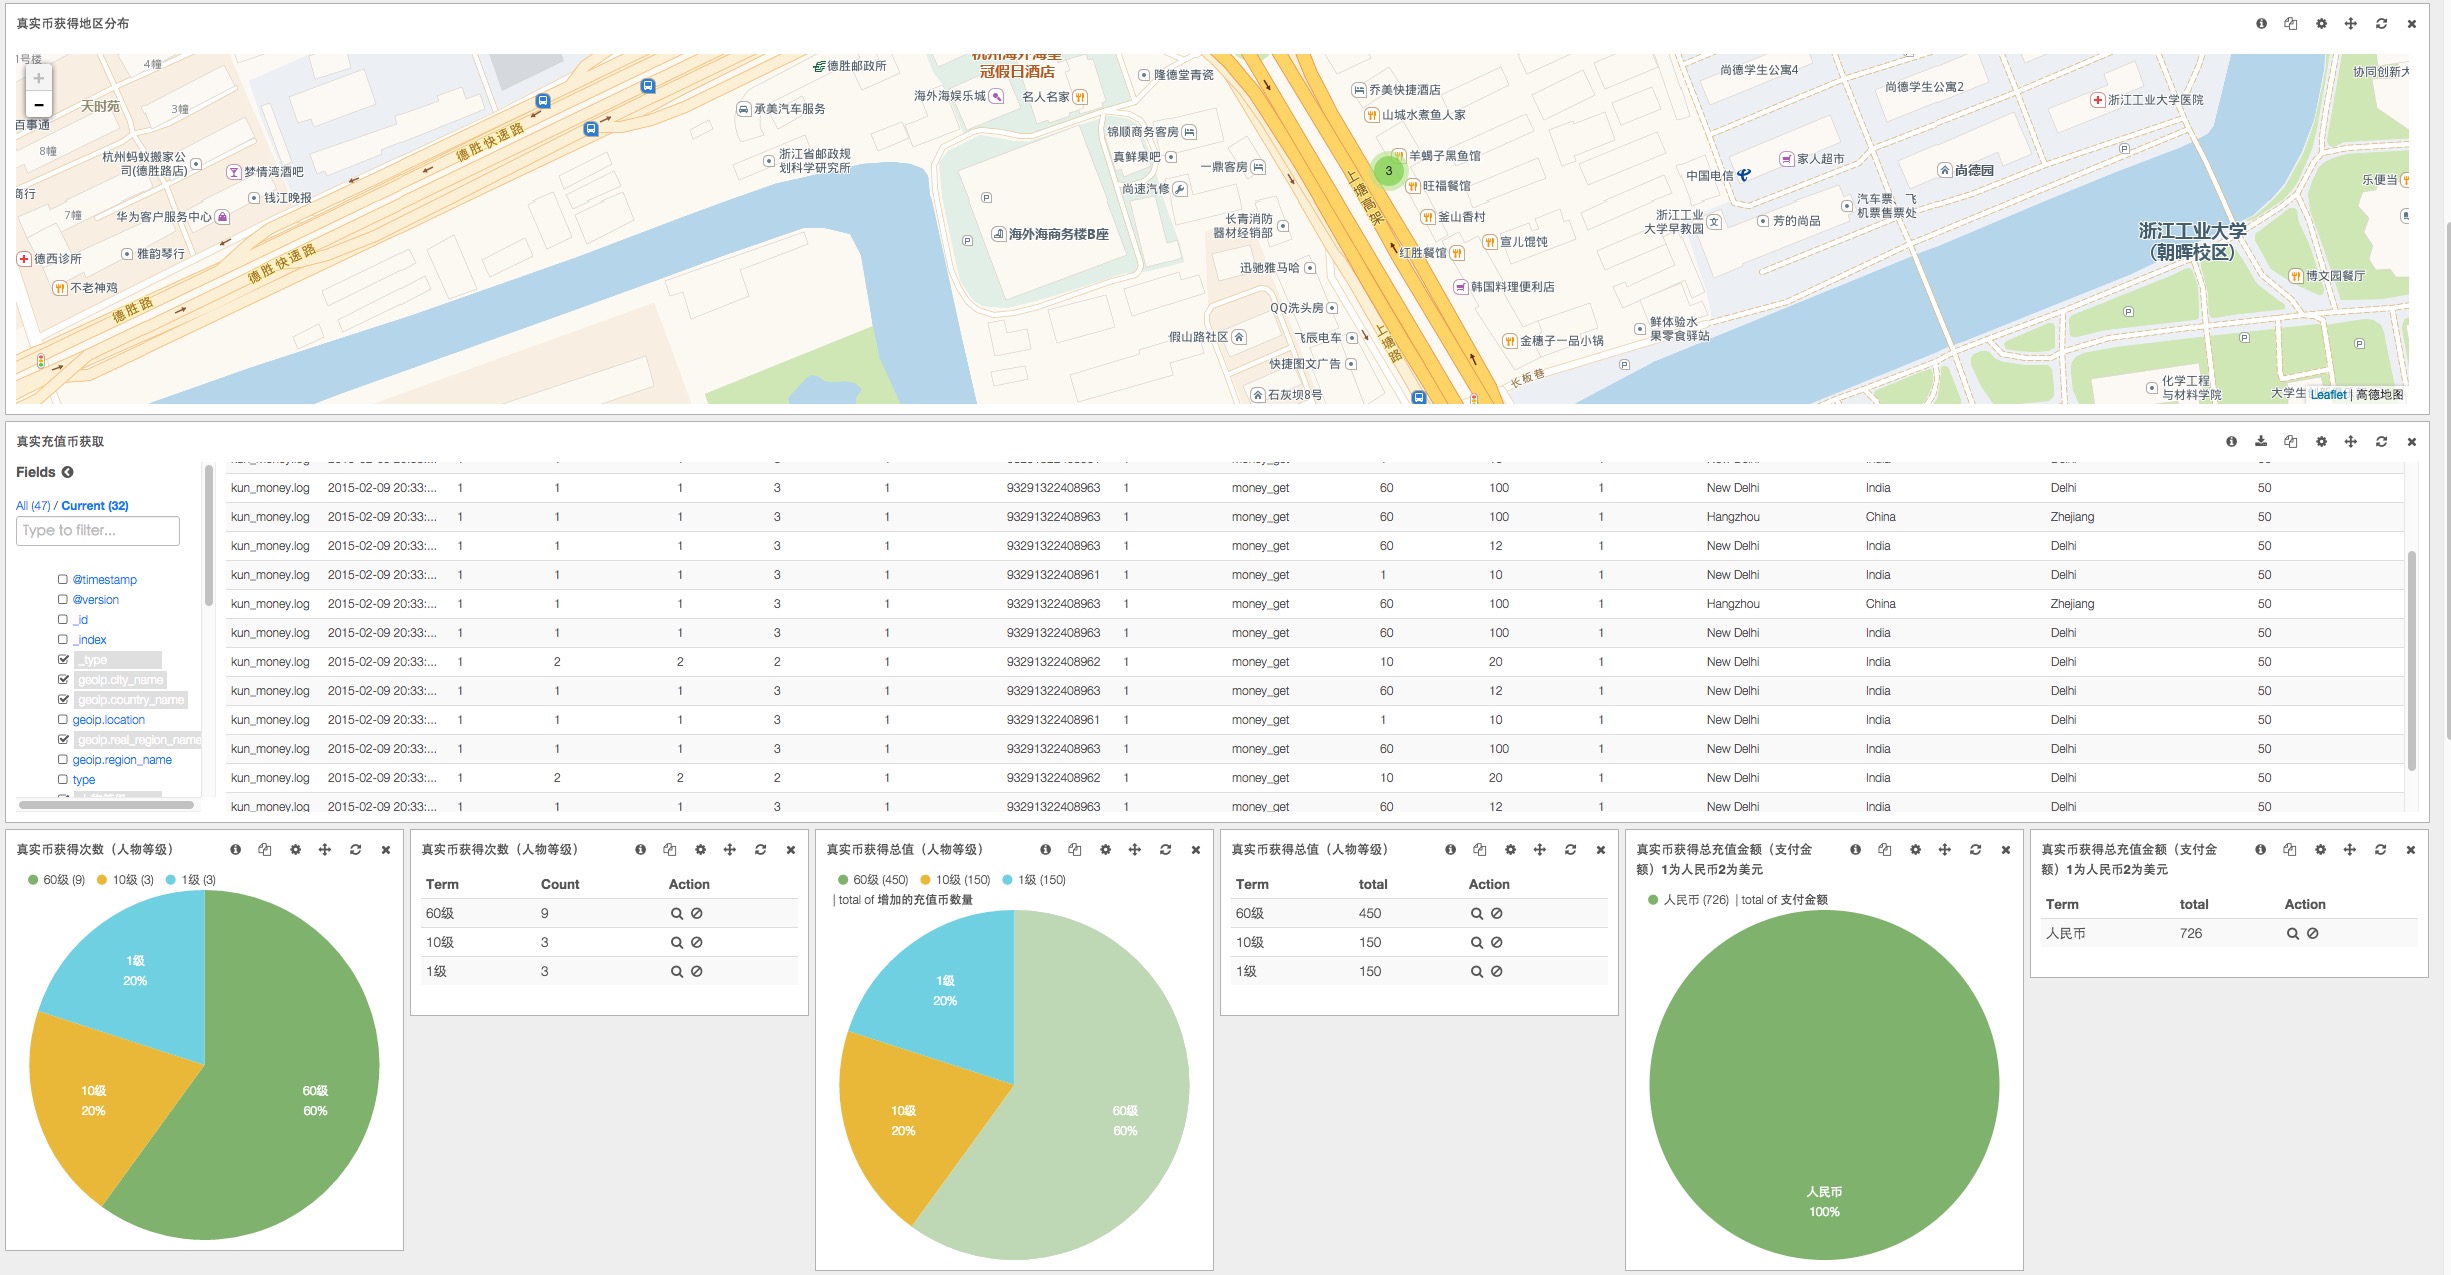 真实币获得地区分布
1号楼
4幢
天时苑
3幢
百事通
8幢
杭州蚂蚁搬家公
司(德胜路店)
梦情湾酒吧
商行
钱江晚报
7幢
华为客户服务中心
德西诊所
雅韵琴行
不老神鸡
德胜快速路
德胜快速路
德胜路
德胜邮政所
承美汽车服务
浙江省邮政规
划科学研究所
杭州海外海皇
冠假日酒店
海外海娱乐城
名人名家
隆德堂青瓷
锦顺商务客房
真鲜果吧
一鼎客房
尚速汽修
长青消防
器材经销部
海外海商务楼B座
迅驰雅马哈
QQ洗头房
假山路社区
飞辰电车
快捷图文广告
石灰坝8号
上塘高架
上塘路
乔美快捷酒店
山城水煮鱼人家
羊蝎子黑鱼馆
3
旺福餐馆
釜山香村
宣儿馄饨
红胜餐馆
韩国料理便利店
金穗子一品小锅
长板巷
鲜体验水
果零食驿站
尚德学生公寓4
尚德学生公寓2
浙江工业大学医院
协同创新大
家人超市
中国电信
尚德园
乐便当
浙江工业
大学早教园
芳的尚品
汽车票、飞
机票售票处
浙江工业大学
(朝晖校区)
博文园餐厅
化学工程
与材料学院
大学生
Leaflet | 高德地图
真实充值币获取
Fields
All (47) / Current (32)
Type to filter...
@timestamp
@version
_id
_index
_type
geoip.city_name
geoip.country_name
geoip.location
geoip.real_region_name
geoip.region_name
type
kun_money.log 2015-02-09 20:33:... 1 1 1 3 1 93291322408963 1 money_get 60 100 1 New Delhi India Delhi 50
kun_money.log 2015-02-09 20:33:... 1 1 1 3 1 93291322408963 1 money_get 60 100 1 Hangzhou China Zhejiang 50
kun_money.log 2015-02-09 20:33:... 1 1 1 3 1 93291322408963 1 money_get 60 12 1 New Delhi India Delhi 50
kun_money.log 2015-02-09 20:33:... 1 1 1 3 1 93291322408961 1 money_get 1 10 1 New Delhi India Delhi 50
kun_money.log 2015-02-09 20:33:... 1 1 1 3 1 93291322408963 1 money_get 60 100 1 Hangzhou China Zhejiang 50
kun_money.log 2015-02-09 20:33:... 1 1 1 3 1 93291322408963 1 money_get 60 100 1 New Delhi India Delhi 50
kun_money.log 2015-02-09 20:33:... 1 2 2 2 1 93291322408962 1 money_get 10 20 1 New Delhi India Delhi 50
kun_money.log 2015-02-09 20:33:... 1 1 1 3 1 93291322408963 1 money_get 60 12 1 New Delhi India Delhi 50
kun_money.log 2015-02-09 20:33:... 1 1 1 3 1 93291322408961 1 money_get 1 10 1 New Delhi India Delhi 50
kun_money.log 2015-02-09 20:33:... 1 1 1 3 1 93291322408963 1 money_get 60 100 1 New Delhi India Delhi 50
kun_money.log 2015-02-09 20:33:... 1 2 2 2 1 93291322408962 1 money_get 10 20 1 New Delhi India Delhi 50
kun_money.log 2015-02-09 20:33:... 1 1 1 3 1 93291322408963 1 money_get 60 12 1 New Delhi India Delhi 50
真实币获得次数（人物等级）
60级 (9) 10级 (3) 1级 (3)
1级
20%
10级
20%
60级
60%
真实币获得次数（人物等级）
Term Count Action
60级 9
10级 3
1级 3
真实币获得总值（人物等级）
60级 (450) 10级 (150) 1级 (150)
| total of 增加的充值币数量
1级
20%
10级
20%
60级
60%
真实币获得总值（人物等级）
Term total Action
60级 450
10级 150
1级 150
真实币获得总充值金额（支付金
额）1为人民币2为美元
人民币 (726) | total of 支付金额
人民币
100%
真实币获得总充值金额（支付金
额）1为人民币2为美元
Term total Action
人民币 726